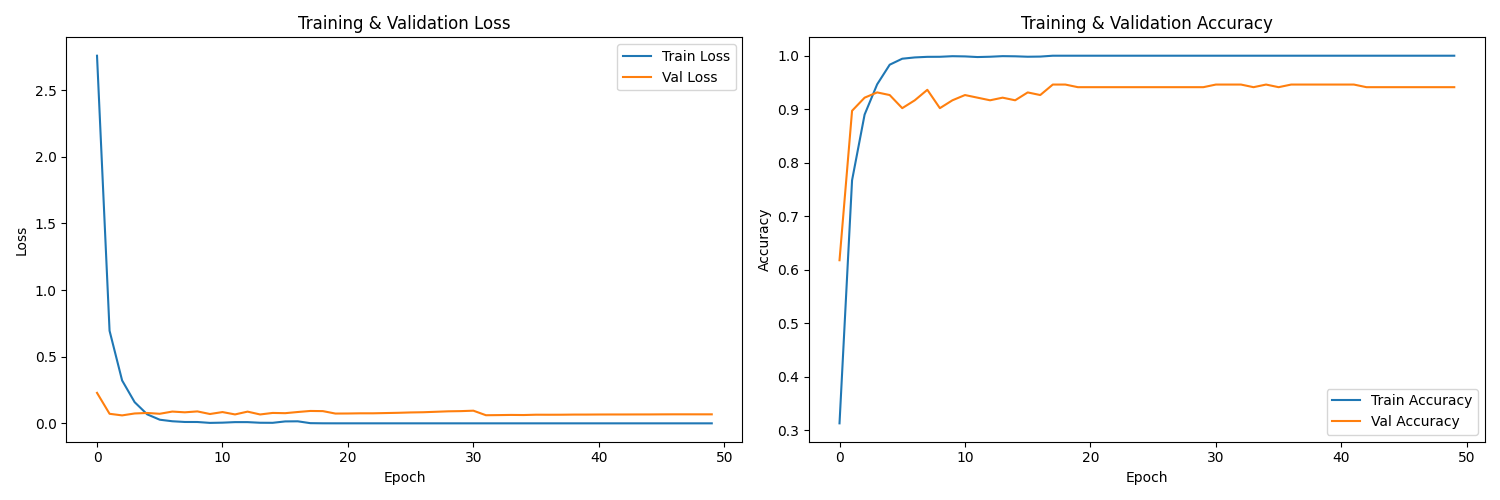 Training & Validation Loss
Train Loss
Val Loss
2.5
2.0
1.5
1.0
0.5
0.0
Loss
0 10 20 30 40 50
Epoch
Training & Validation Accuracy
1.0
0.9
0.8
0.7
0.6
0.5
0.4
0.3
Accuracy
Train Accuracy
Val Accuracy
0 10 20 30 40 50
Epoch